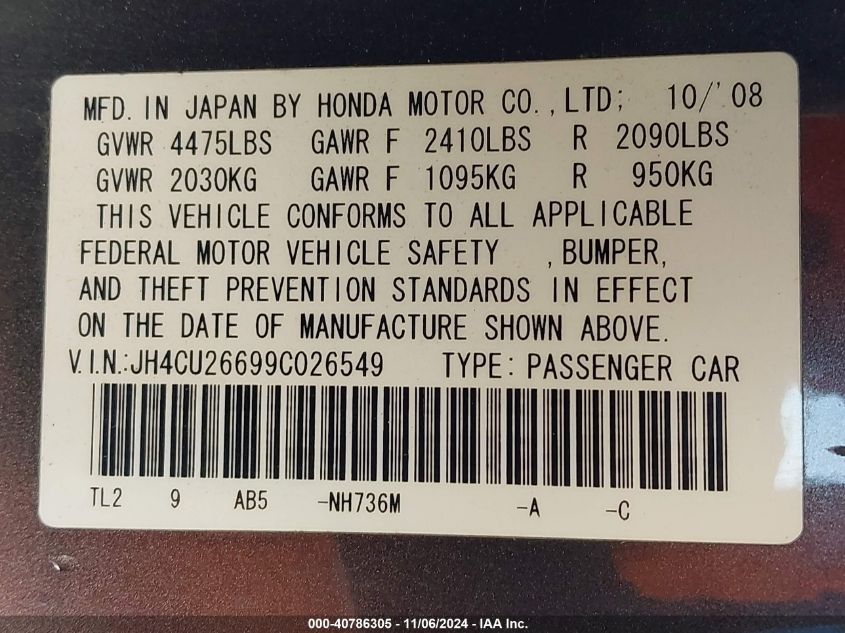 MFD. IN JAPAN BY HONDA MOTOR CO., LTD; 10/'08
GVWR 4475LBS GAWR F 2410LBS R 2090LBS
GVWR 2030KG GAWR F 1095KG R 950KG
THIS VEHICLE CONFORMS TO ALL APPLICABLE
FEDERAL MOTOR VEHICLE SAFETY , BUMPER,
AND THEFT PREVENTION STANDARDS IN EFFECT
ON THE DATE OF MANUFACTURE SHOWN ABOVE.
V.I.N.:JH4CU26699C026549 TYPE: PASSENGER CAR
TL2 9 AB5 -NH736M -A -C
000-40786305 - 11/06/2024 - IAA Inc.